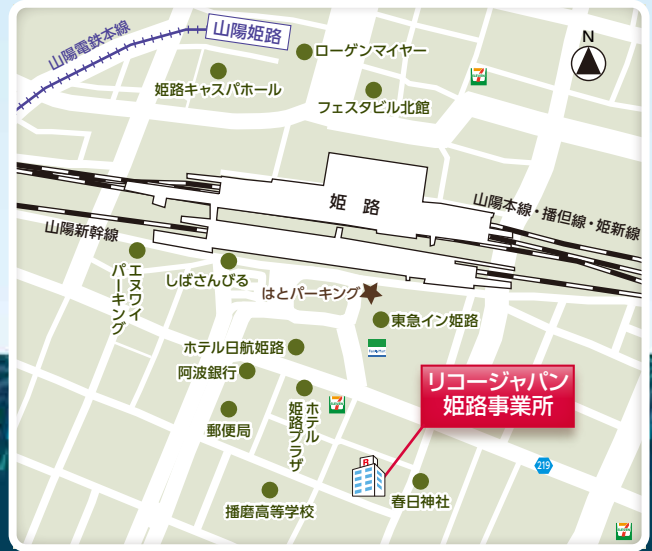 山陽電鉄本線
山陽姫路
ローゲンマイヤー
N
姫路キャスパホール
フェスタビル北館
7
姫路
山陽本線・播但線・姫新線
山陽新幹線
エヌワイ
パーキング
しばさんびる
はとパーキング
東急イン姫路
ホテル日航姫路
FamilyMart
阿波銀行
リコージャパン
姫路事業所
ホテル
姫路プラザ
7
郵便局
R
219
春日神社
播磨高等学校
7